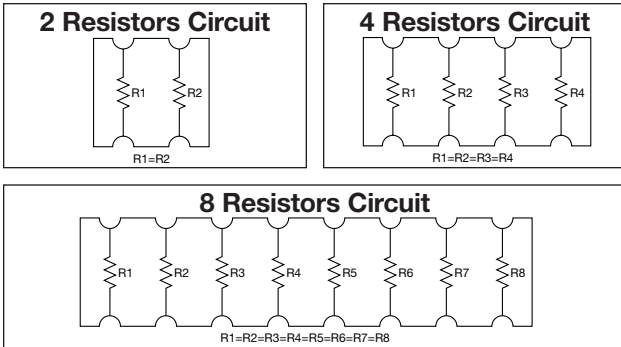 2 Resistors Circuit
R1 R2
R1=R2
4 Resistors Circuit
R1 R2 R3 R4
R1=R2=R3=R4
8 Resistors Circuit
R1 R2 R3 R4 R5 R6 R7 R8
R1=R2=R3=R4=R5=R6=R7=R8